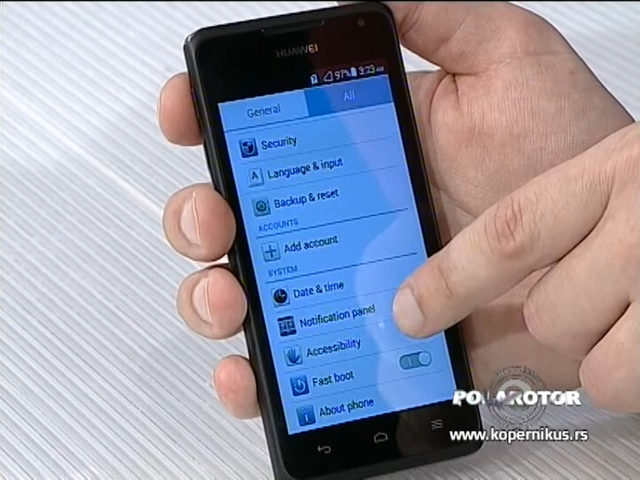 HUAWEI
97% 3:23 AM
General All
Security
Language & input
Backup & reset
ACCOUNTS
Add account
SYSTEM
Date & time
Notification panel
Accessibility
Fast boot
About phone
POLAROTOR
www.kopernikus.rs